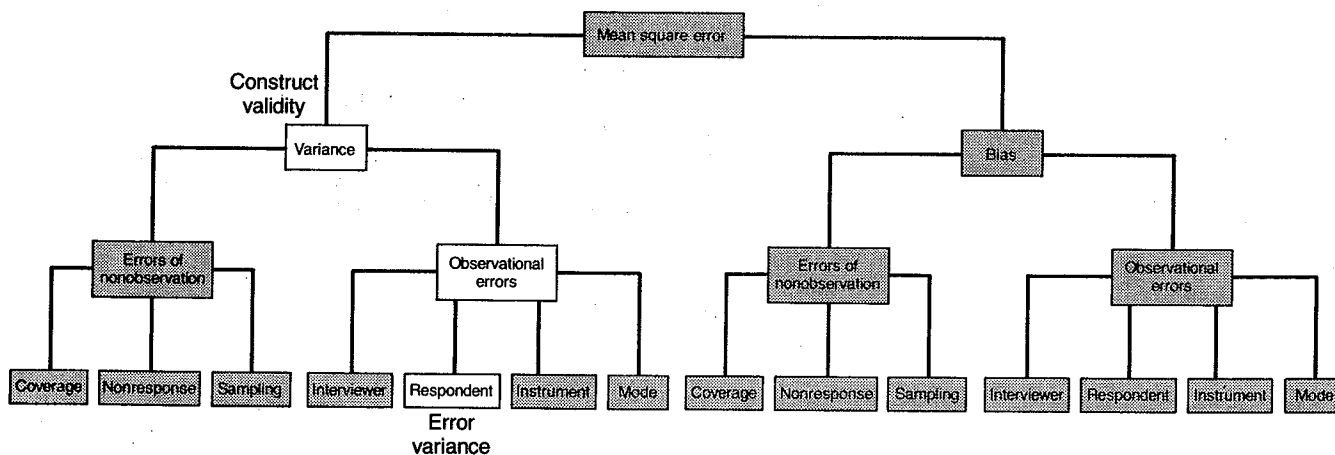 Mean square error
Construct
validity
Variance
Bias
Errors of
nonobservation
Observational
errors
Errors of
nonobservation
Observational
errors
Coverage
Nonresponse
Sampling
Interviewer
Respondent
Instrument
Mode
Coverage
Nonresponse
Sampling
Interviewer
Respondent
Instrument
Mode
Error
variance